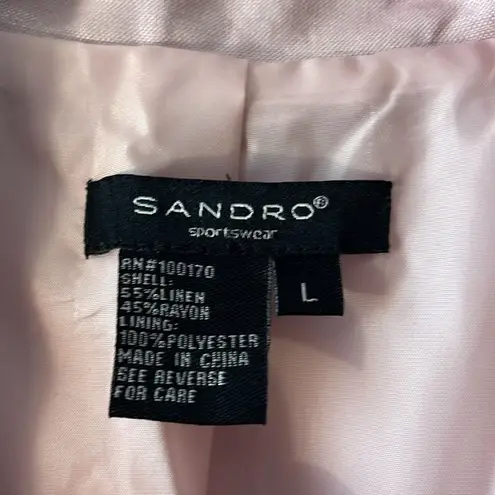 SANDRO®
sportswear
L
RN#100170
SHELL:
55%LINEN
45%RAYON
LINING:
100%POLYESTER
MADE IN CHINA
SEE REVERSE
FOR CARE